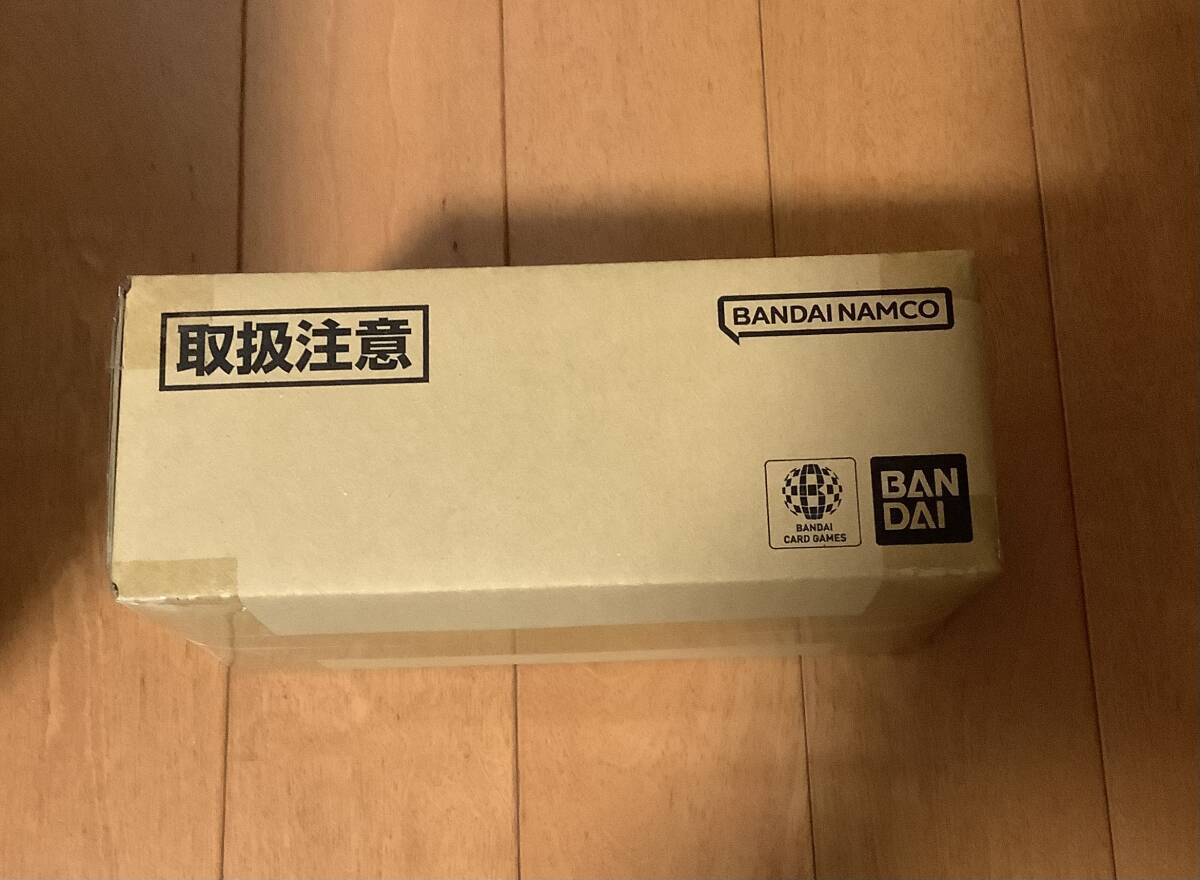 取扱注意
BANDAI NAMCO
BANDAI
CARD GAMES
BAN
DAI